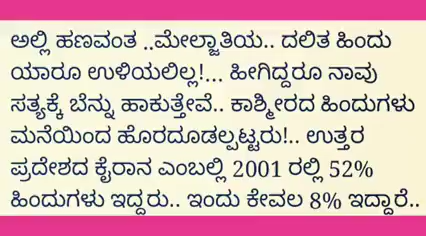 ಅಲ್ಲಿ ಹಣವಂತ ..ಮೇಲ್ಜಾತಿಯ.. ದಲಿತ ಹಿಂದು
ಯಾರೂ ಉಳಿಯಲಿಲ್ಲ!... ಹೀಗಿದ್ದರೂ ನಾವು
ಸತ್ಯಕ್ಕೆ ಬೆನ್ನು ಹಾಕುತ್ತೇವೆ.. ಕಾಶ್ಮೀರದ ಹಿಂದುಗಳು
ಮನೆಯಿಂದ ಹೊರದೂಡಲ್ಪಟ್ಟರು!.. ಉತ್ತರ
ಪ್ರದೇಶದ ಕೈರಾನ ಎಂಬಲ್ಲಿ 2001 ರಲ್ಲಿ 52%
ಹಿಂದುಗಳು ಇದ್ದರು.. ಇಂದು ಕೇವಲ 8% ಇದ್ದಾರೆ..